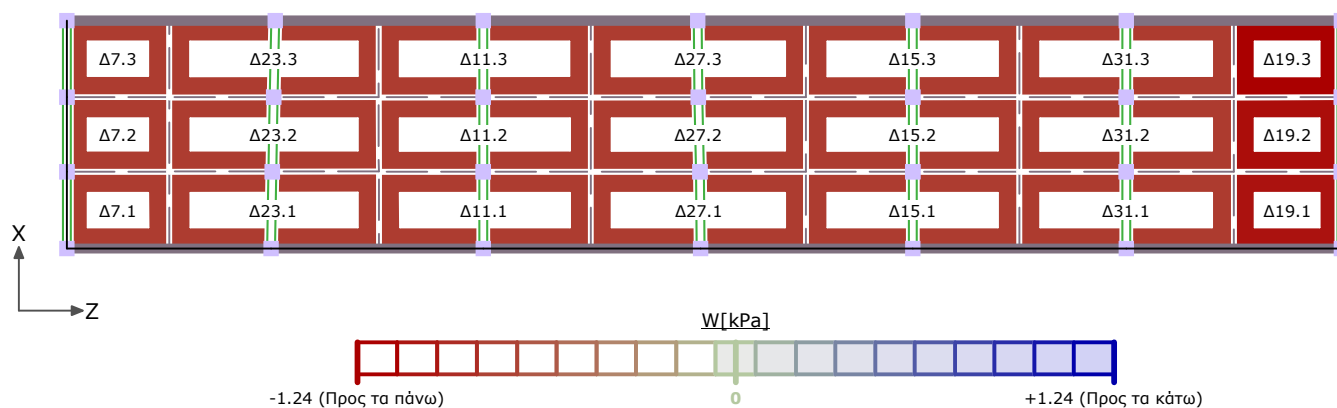 Δ7.3 Δ23.3 Δ11.3 Δ27.3 Δ15.3 Δ31.3 Δ19.3
Δ7.2 Δ23.2 Δ11.2 Δ27.2 Δ15.2 Δ31.2 Δ19.2
Δ7.1 Δ23.1 Δ11.1 Δ27.1 Δ15.1 Δ31.1 Δ19.1
X
Z
W[kPa]
-1.24 (Προς τα πάνω) 0 +1.24 (Προς τα κάτω)